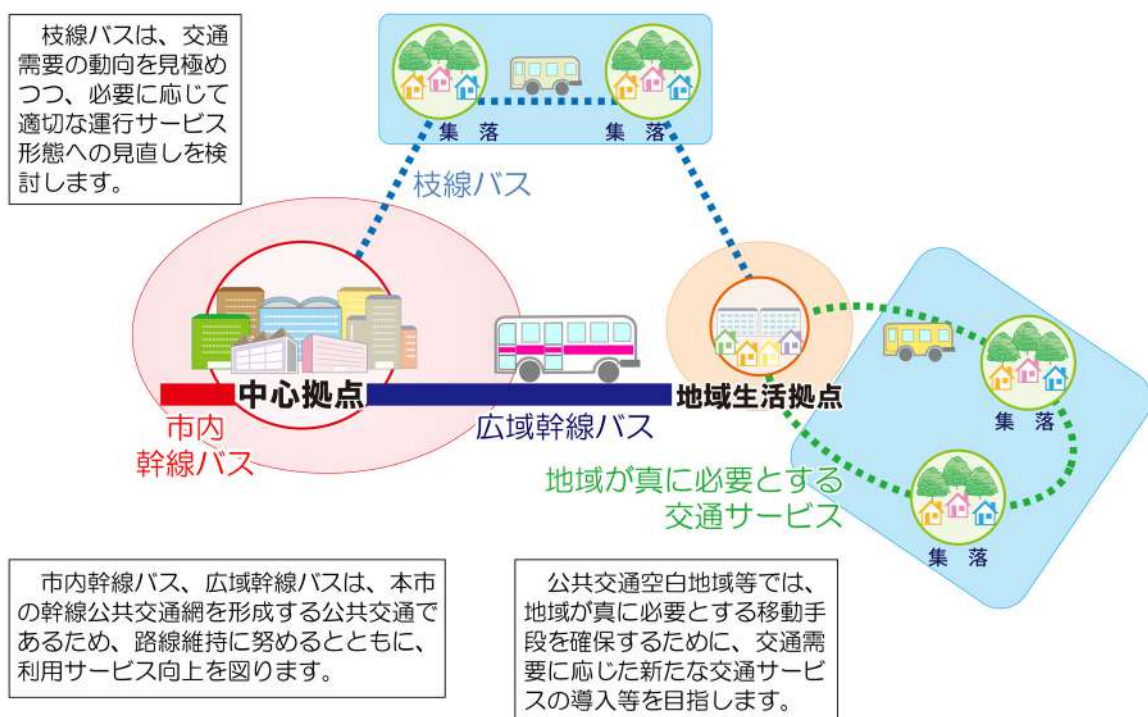 枝線バスは、交通
需要の動向を見極め
つつ、必要に応じて
適切な運行サービス
形態への見直しを検
討します。
集　落
集　落
枝線バス
中心拠点
地域生活拠点
市内
幹線バス
広域幹線バス
集　落
地域が真に必要とする
交通サービス
集　落
　市内幹線バス、広域幹線バスは、本市
の幹線公共交通網を形成する公共交通で
あるため、路線維持に努めるとともに、
利用サービス向上を図ります。
　公共交通空白地域等では、
地域が真に必要とする移動手
段を確保するために、交通需
要に応じた新たな交通サービ
スの導入等を目指します。